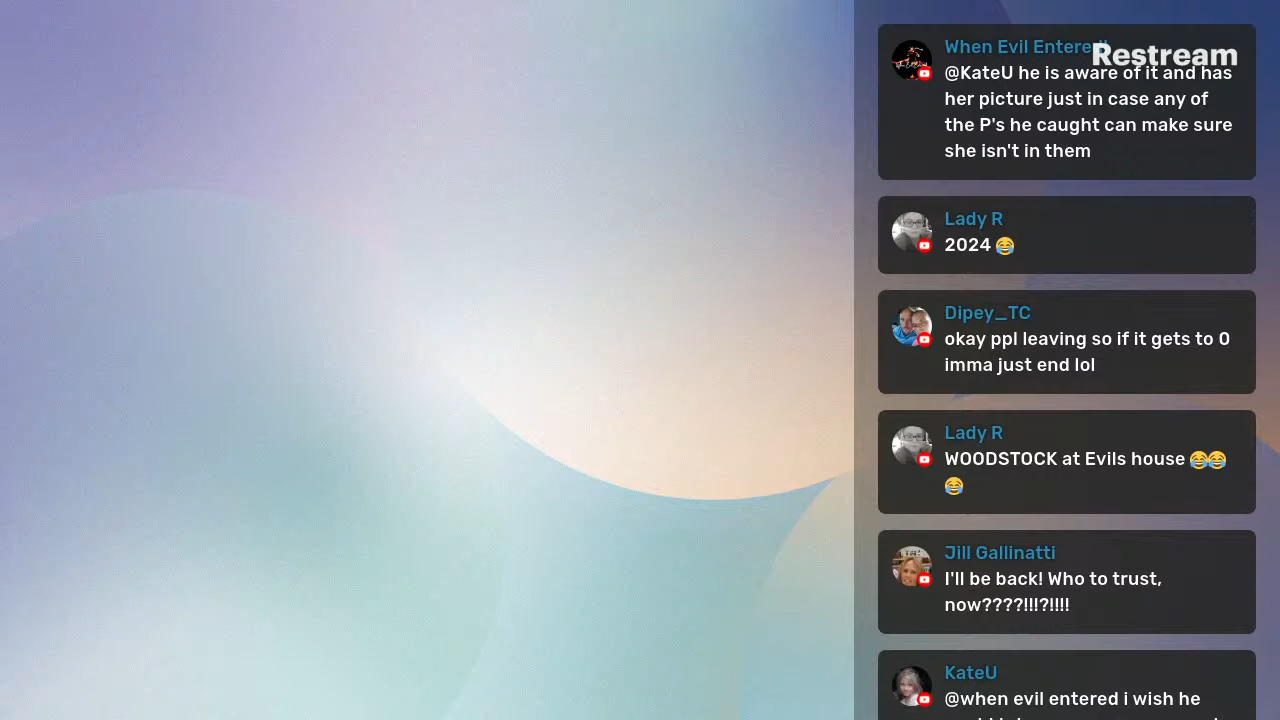 When Evil Entered!!
Restream
@KateU he is aware of it and has
her picture just in case any of
the P's he caught can make sure
she isn't in them
Lady R
2024 😂
Dipey_TC
okay ppl leaving so if it gets to 0
imma just end lol
Lady R
WOODSTOCK at Evils house 😂😂
😂
Jill Gallinatti
I'll be back! Who to trust,
now????!!!?!!!!
KateU
@when evil entered i wish he